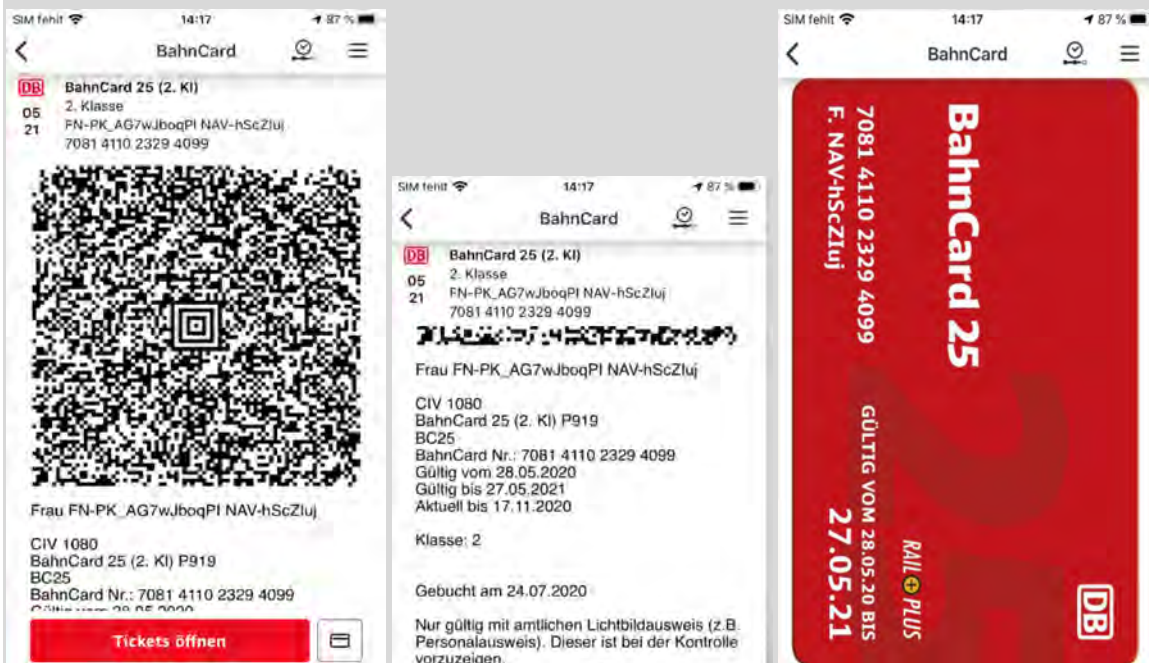 SIM fehlt 14:17 87 %
BahnCard
DB BahnCard 25 (2. Kl)
05 2. Klasse
21 FN-PK_AG7wJboqPI NAV-hScZIuj
7081 4110 2329 4099
Frau FN-PK_AG7wJboqPI NAV-hScZIuj
CIV 1080
BahnCard 25 (2. Kl) P919
BC25
BahnCard Nr.: 7081 4110 2329 4099
Gültig vom 28.05.2020
Tickets öffnen
SIM fehlt 14:17 87 %
BahnCard
DB BahnCard 25 (2. Kl)
05 2. Klasse
21 FN-PK_AG7wJboqPI NAV-hScZIuj
7081 4110 2329 4099
Frau FN-PK_AG7wJboqPI NAV-hScZIuj
CIV 1080
BahnCard 25 (2. Kl) P919
BC25
BahnCard Nr.: 7081 4110 2329 4099
Gültig vom 28.05.2020
Gültig bis 27.05.2021
Aktuell bis 17.11.2020
Klasse: 2
Gebucht am 24.07.2020
Nur gültig mit amtlichen Lichtbildausweis (z.B.
Personalausweis). Dieser ist bei der Kontrolle
vorzuzeigen.
SIM fehlt 14:17 87 %
BahnCard
BahnCard 25
25
7081 4110 2329 4099 GÜLTIG VOM 28.05.20 BIS
F. NAV-hScZIuj 27.05.21
RAIL PLUS
DB